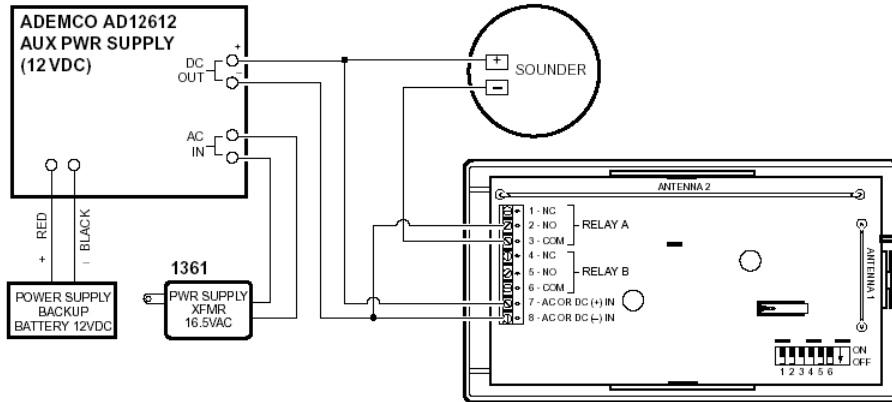 ADEMCO AD12612
AUX PWR SUPPLY
(12 VDC)
DC
OUT
+
–
AC
IN
+
RED
–
BLACK
POWER SUPPLY
BACKUP
BATTERY 12VDC
1361
PWR SUPPLY
XFMR
16.5VAC
+
–
SOUNDER
ANTENNA 2
1 - NC
2 - NO
3 - COM
RELAY A
4 - NC
5 - NO
6 - COM
RELAY B
7 - AC OR DC (+) IN
8 - AC OR DC (–) IN
ANTENNA 1
ON
OFF
1 2 3 4 5 6